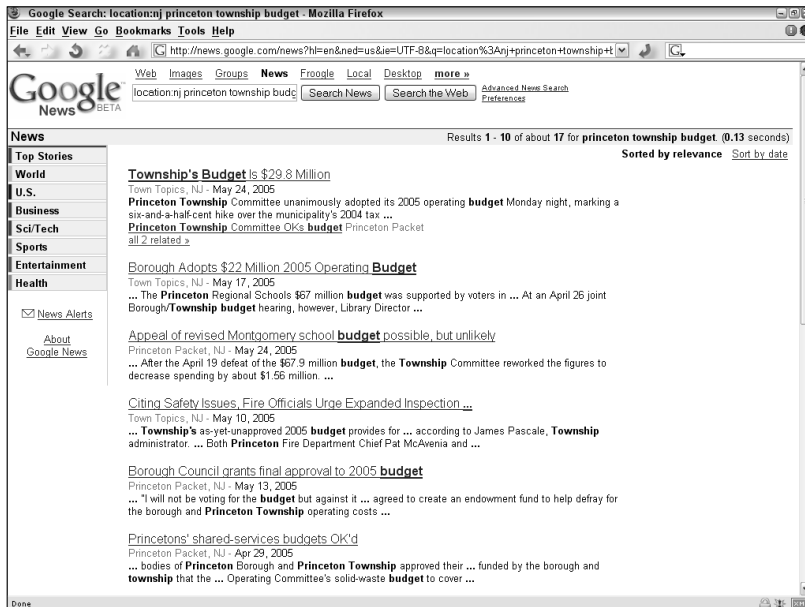 Google Search: location:nj princeton township budget - Mozilla Firefox
File Edit View Go Bookmarks Tools Help
http://news.google.com/news?hl=en&ned=us&ie=UTF-8&q=location%3Anj+princeton+township+t
Web Images Groups News Froogle Local Desktop more »
Google News BETA
location:nj princeton township budg Search News Search the Web Advanced News Search
Preferences
News Results 1 - 10 of about 17 for princeton township budget. (0.13 seconds)
Top Stories
World
U.S.
Business
Sci/Tech
Sports
Entertainment
Health
News Alerts
About
Google News
Sorted by relevance Sort by date
Township's Budget Is $29.8 Million
Town Topics, NJ - May 24, 2005
Princeton Township Committee unanimously adopted its 2005 operating budget Monday night, marking a
six-and-a-half-cent hike over the municipality's 2004 tax ...
Princeton Township Committee OKs budget Princeton Packet
all 2 related »
Borough Adopts $22 Million 2005 Operating Budget
Town Topics, NJ - May 17, 2005
... The Princeton Regional Schools $67 million budget was supported by voters in ... At an April 26 joint
Borough/Township budget hearing, however, Library Director ...
Appeal of revised Montgomery school budget possible, but unlikely
Princeton Packet, NJ - May 24, 2005
... After the April 19 defeat of the $67.9 million budget, the Township Committee reworked the figures to
decrease spending by about $1.56 million. ...
Citing Safety Issues, Fire Officials Urge Expanded Inspection ...
Town Topics, NJ - May 10, 2005
... Township's as-yet-unapproved 2005 budget provides for ... according to James Pascale, Township
administrator. ... Both Princeton Fire Department Chief Pat McAvenia and ...
Borough Council grants final approval to 2005 budget
Princeton Packet, NJ - May 13, 2005
... "I will not be voting for the budget but against it ... agreed to create an endowment fund to help defray for
the borough and Princeton Township operating costs ...
Princetons' shared-services budgets OK'd
Princeton Packet, NJ - Apr 29, 2005
... bodies of Princeton Borough and Princeton Township approved their ... funded by the borough and
township that the ... Operating Committee's solid-waste budget to cover ...
Done